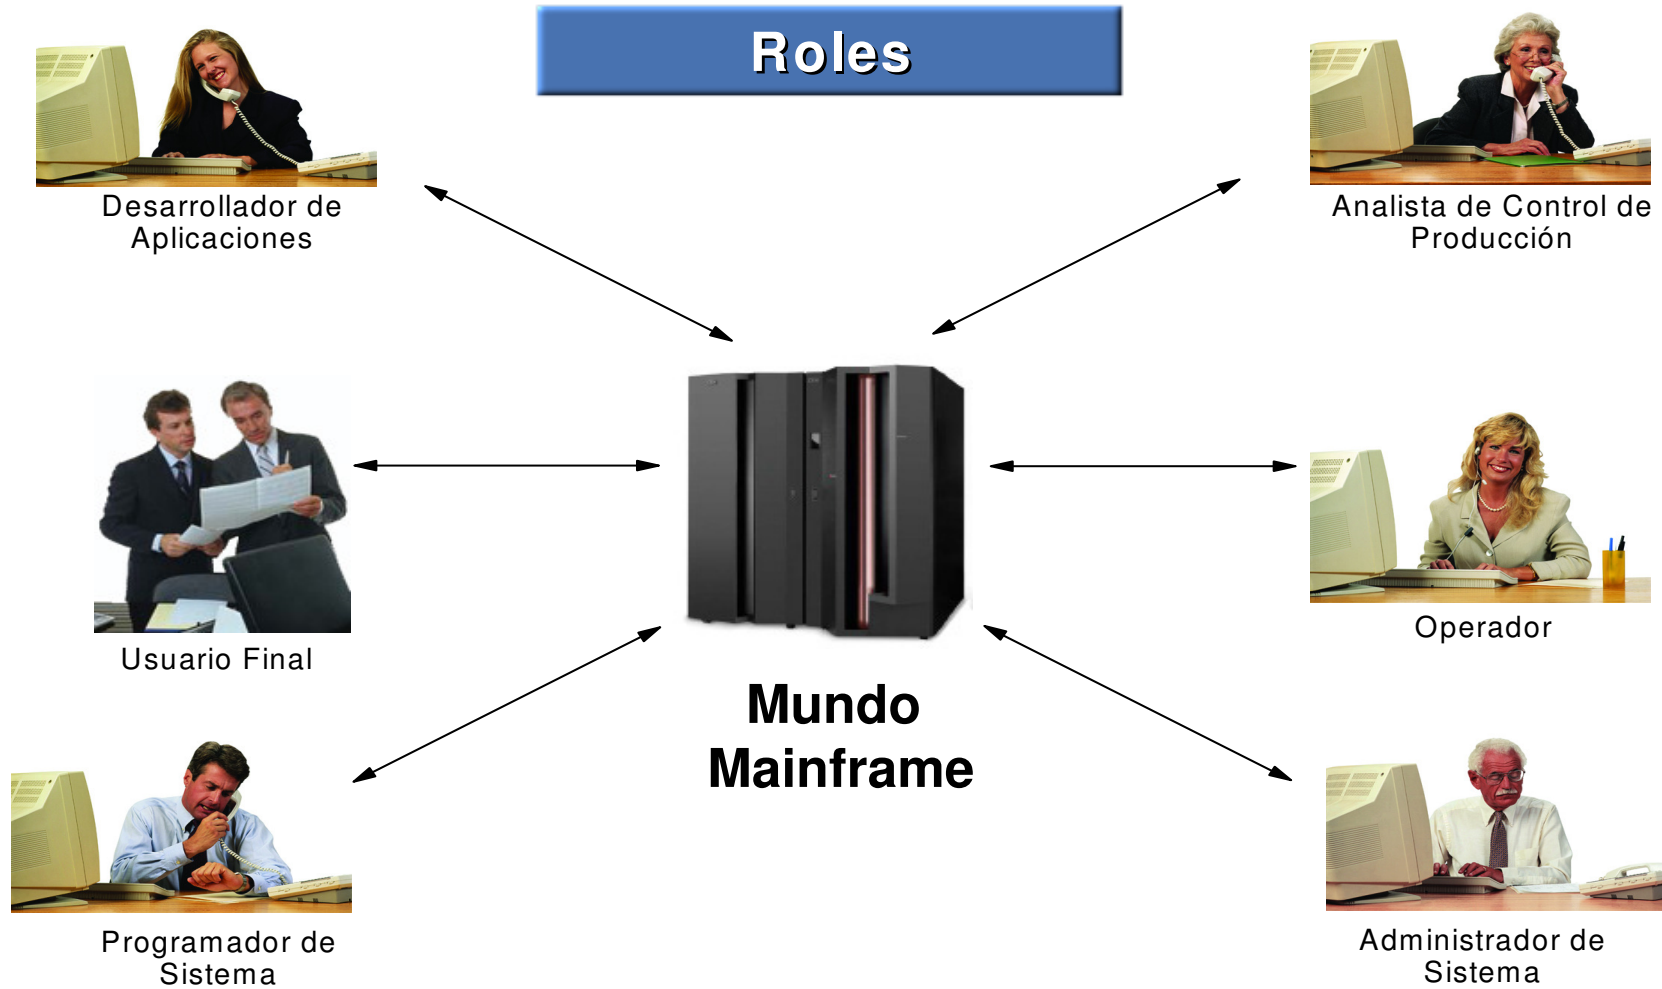 Roles
Desarrollador de
Aplicaciones
Analista de Control de
Producción
Usuario Final
Operador
Mundo
Mainframe
Programador de
Sistema
Administrador de
Sistema